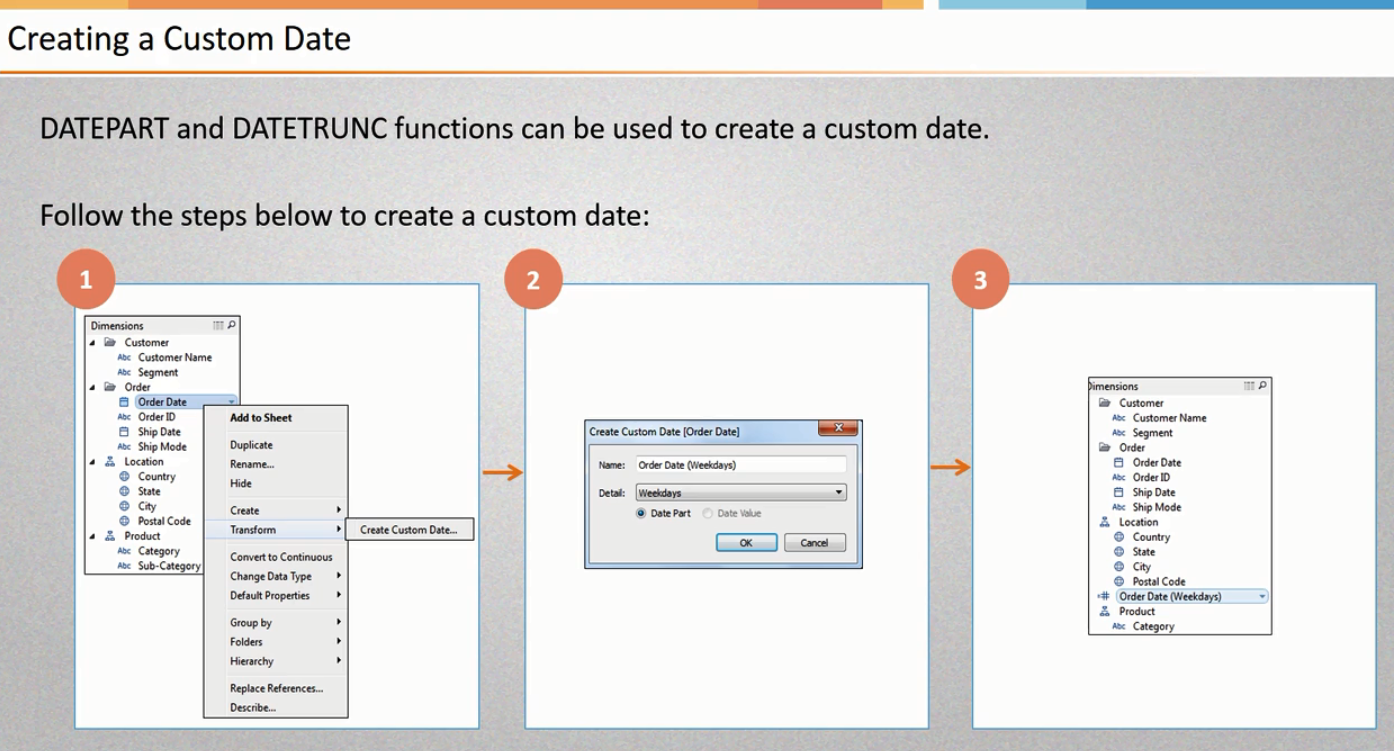 Creating a Custom Date
DATEPART and DATETRUNC functions can be used to create a custom date.
Follow the steps below to create a custom date:
1
Dimensions
Customer
Abc Customer Name
Abc Segment
Order
Order Date
Abc Order ID
Ship Date
Abc Ship Mode
Location
Country
State
City
Postal Code
Product
Abc Category
Abc Sub-Category
Add to Sheet
Duplicate
Rename...
Hide
Create
Transform
Create Custom Date...
Convert to Continuous
Change Data Type
Default Properties
Group by
Folders
Hierarchy
Replace References...
Describe...
2
Create Custom Date [Order Date]
Name: Order Date (Weekdays)
Detail: Weekdays
Date Part Date Value
OK Cancel
3
Dimensions
Customer
Abc Customer Name
Abc Segment
Order
Order Date
Abc Order ID
Ship Date
Abc Ship Mode
Location
Country
State
City
Postal Code
# Order Date (Weekdays)
Product
Abc Category